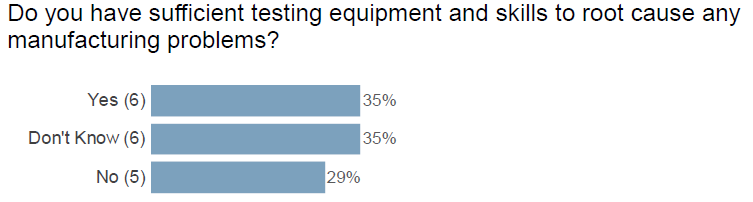 Do you have sufficient testing equipment and skills to root cause any
manufacturing problems?
Yes (6) 35%
Don't Know (6) 35%
No (5) 29%